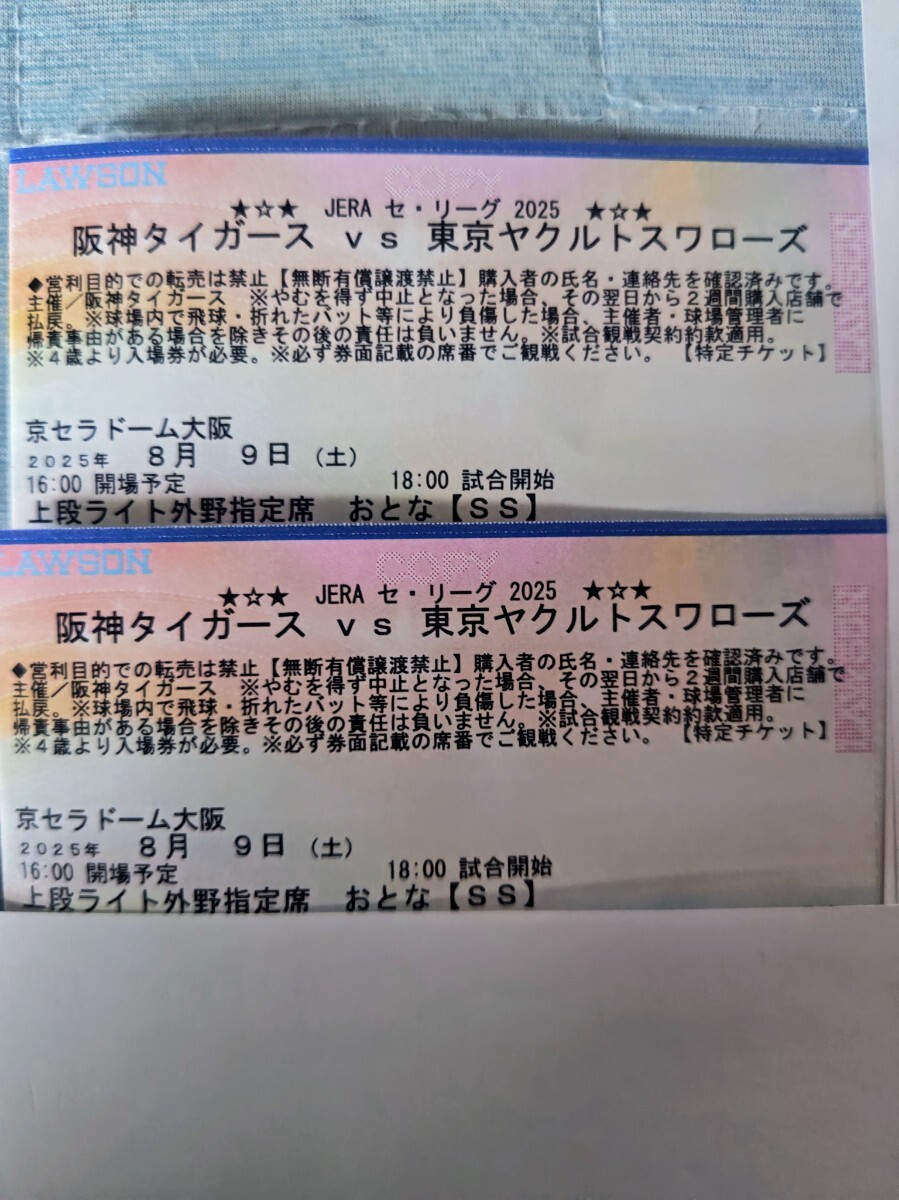 LAWSON
COPY
★☆★ JERA セ・リーグ 2025 ★☆★
阪神タイガース ｖｓ 東京ヤクルトスワローズ
◆営利目的での転売は禁止【無断有償譲渡禁止】購入者の氏名・連絡先を確認済みです。
主催／阪神タイガース ※やむを得ず中止となった場合、その翌日から２週間購入店舗で
払戻。※球場内で飛球・折れたバット等により負傷した場合、主催者・球場管理者に
帰責事由がある場合を除きその後の責任は負いません。※試合観戦契約約款適用。
※４歳より入場券が必要。※必ず券面記載の席番でご観戦ください。 【特定チケット】
京セラドーム大阪
2025年 ８月 ９日（土）
16:00 開場予定 18:00 試合開始
上段ライト外野指定席 おとな【ＳＳ】
LAWSON
COPY
★☆★ JERA セ・リーグ 2025 ★☆★
阪神タイガース ｖｓ 東京ヤクルトスワローズ
◆営利目的での転売は禁止【無断有償譲渡禁止】購入者の氏名・連絡先を確認済みです。
主催／阪神タイガース ※やむを得ず中止となった場合、その翌日から２週間購入店舗で
払戻。※球場内で飛球・折れたバット等により負傷した場合、主催者・球場管理者に
帰責事由がある場合を除きその後の責任は負いません。※試合観戦契約約款適用。
※４歳より入場券が必要。※必ず券面記載の席番でご観戦ください。 【特定チケット】
京セラドーム大阪
2025年 ８月 ９日（土）
16:00 開場予定 18:00 試合開始
上段ライト外野指定席 おとな【ＳＳ】